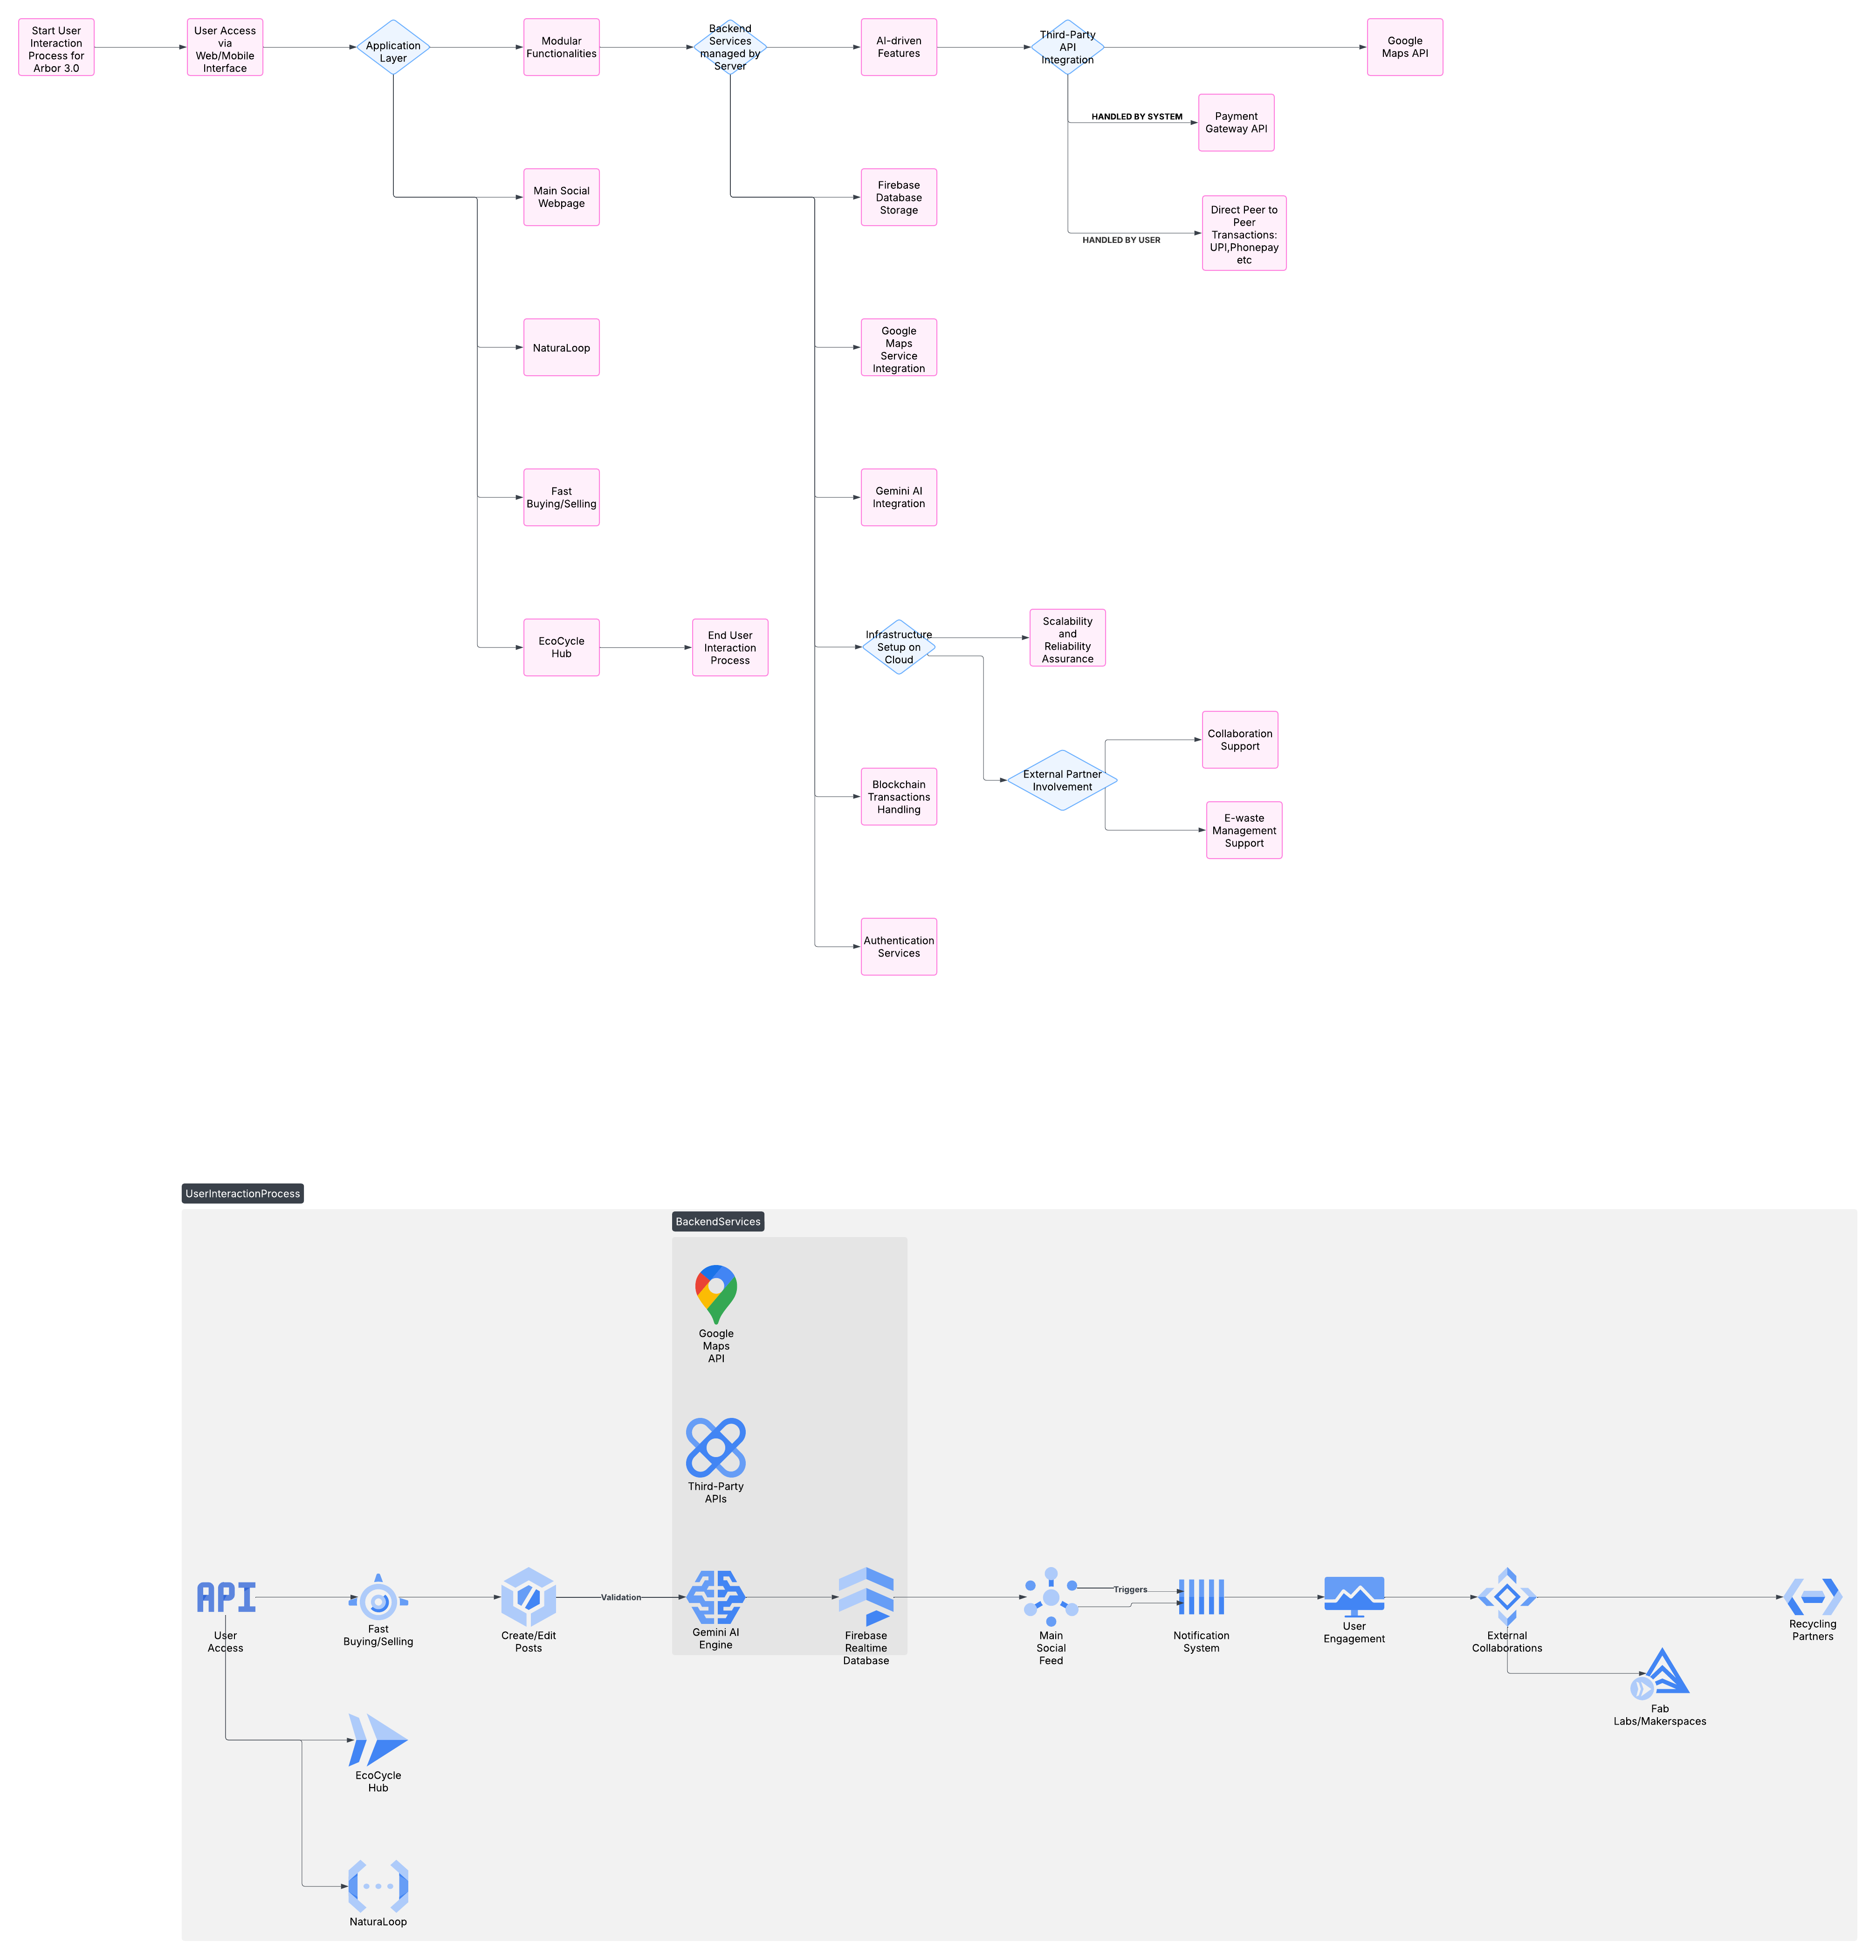 Start User
Interaction
Process for
Arbor 3.0
User Access
via
Web/Mobile
Interface
Application
Layer
Modular
Functionalities
Backend
Services
managed by
Server
AI-driven
Features
Third-Party
API
Integration
Google
Maps API
HANDLED BY SYSTEM
Payment
Gateway API
Main Social
Webpage
Firebase
Database
Storage
HANDLED BY USER
Direct Peer to
Peer
Transactions:
UPI,Phonepay
etc
NaturaLoop
Google
Maps
Service
Integration
Fast
Buying/Selling
Gemini AI
Integration
EcoCycle
Hub
End User
Interaction
Process
Infrastructure
Setup on
Cloud
Scalability
and
Reliability
Assurance
Collaboration
Support
External Partner
Involvement
Blockchain
Transactions
Handling
E-waste
Management
Support
Authentication
Services
UserInteractionProcess
BackendServices
Google
Maps
API
Third-Party
APIs
API
User
Access
Fast
Buying/Selling
Create/Edit
Posts
Validation
Gemini AI
Engine
Firebase
Realtime
Database
Main
Social
Feed
Triggers
Notification
System
User
Engagement
External
Collaborations
Recycling
Partners
Fab
Labs/Makerspaces
EcoCycle
Hub
NaturaLoop